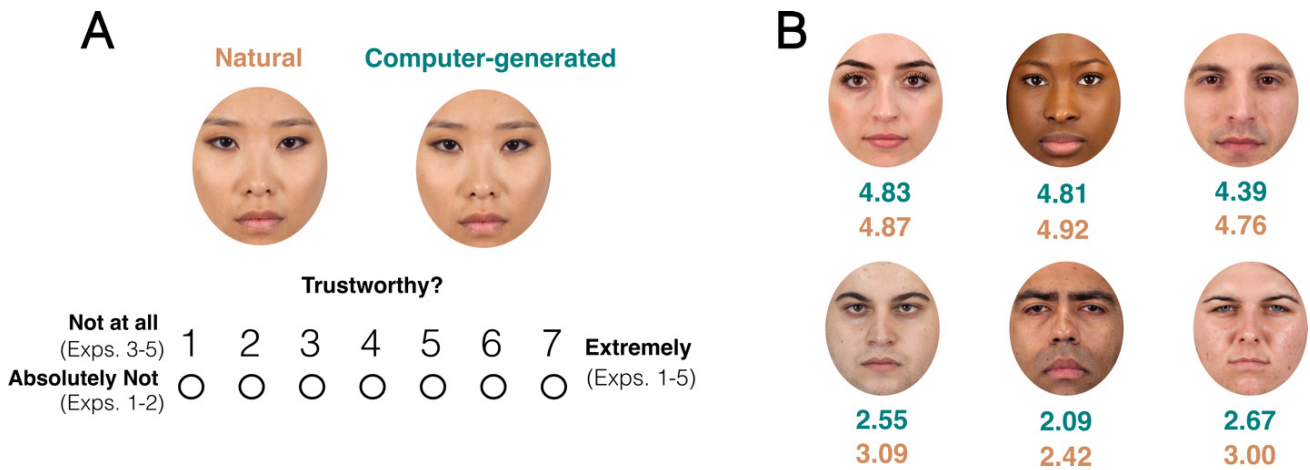 A
Natural
Computer-generated
Trustworthy?
Not at all
(Exps. 3-5)
1 2 3 4 5 6 7
Extremely
(Exps. 1-5)
Absolutely Not
(Exps. 1-2)
B
4.83 4.81 4.39
4.87 4.92 4.76
2.55 2.09 2.67
3.09 2.42 3.00